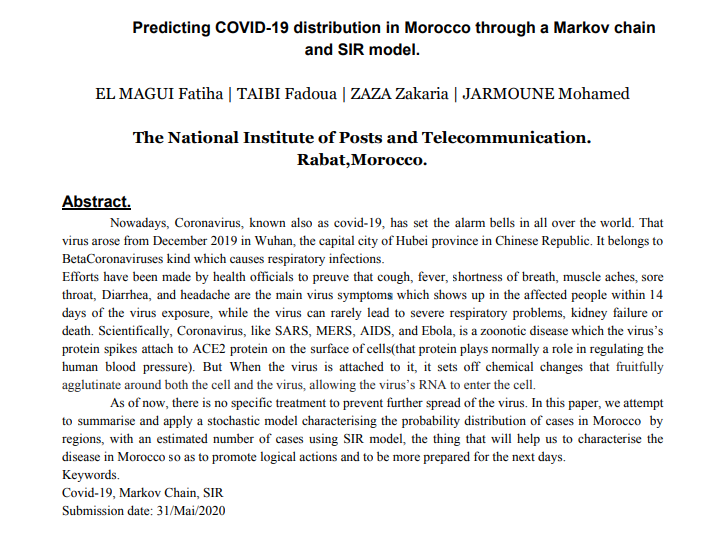 Predicting COVID-19 distribution in Morocco through a Markov chain
and SIR model.
EL MAGUI Fatiha | TAIBI Fadoua | ZAZA Zakaria | JARMOUNE Mohamed
The National Institute of Posts and Telecommunication.
Rabat,Morocco.
Abstract.
Nowadays, Coronavirus, known also as covid-19, has set the alarm bells in all over the world. That
virus arose from December 2019 in Wuhan, the capital city of Hubei province in Chinese Republic. It belongs to
BetaCoronaviruses kind which causes respiratory infections.
Efforts have been made by health officials to preuve that cough, fever, shortness of breath, muscle aches, sore
throat, Diarrhea, and headache are the main virus symptoms which shows up in the affected people within 14
days of the virus exposure, while the virus can rarely lead to severe respiratory problems, kidney failure or
death. Scientifically, Coronavirus, like SARS, MERS, AIDS, and Ebola, is a zoonotic disease which the virus's
protein spikes attach to ACE2 protein on the surface of cells(that protein plays normally a role in regulating the
human blood pressure). But When the virus is attached to it, it sets off chemical changes that fruitfully
agglutinate around both the cell and the virus, allowing the virus's RNA to enter the cell.
As of now, there is no specific treatment to prevent further spread of the virus. In this paper, we attempt
to summarise and apply a stochastic model characterising the probability distribution of cases in Morocco by
regions, with an estimated number of cases using SIR model, the thing that will help us to characterise the
disease in Morocco so as to promote logical actions and to be more prepared for the next days.
Keywords.
Covid-19, Markov Chain, SIR
Submission date: 31/Mai/2020